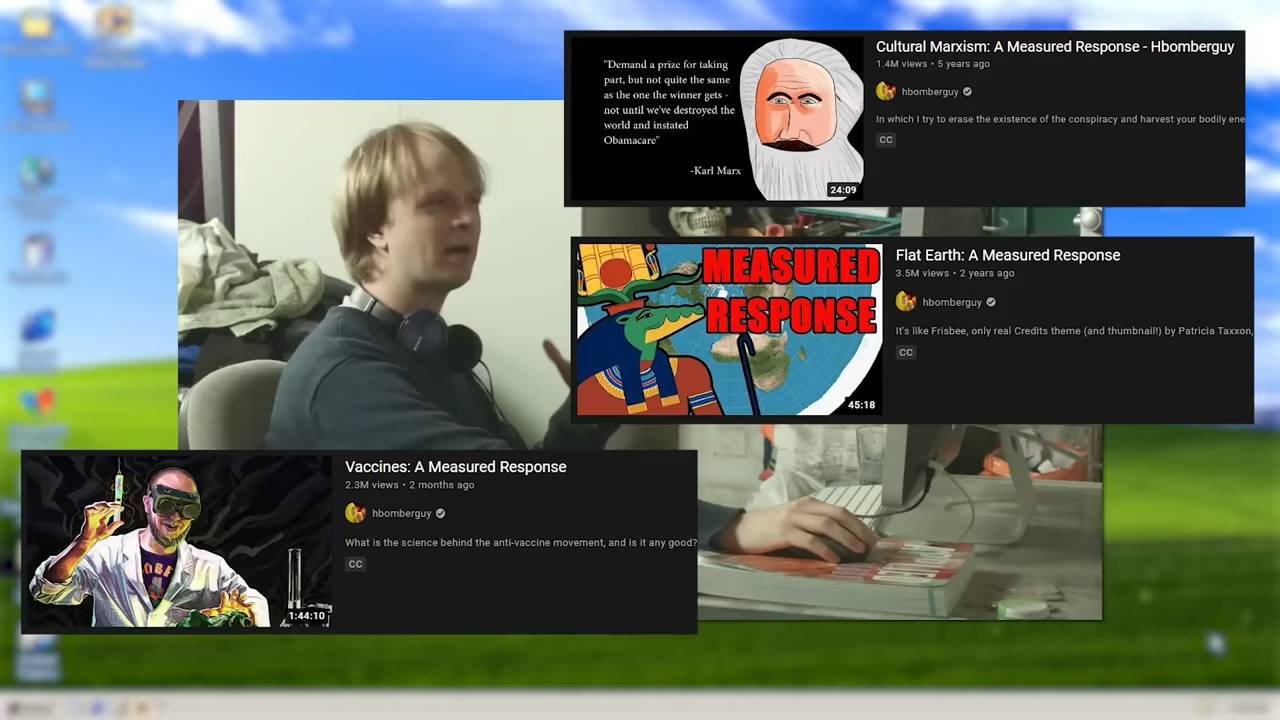 Cultural Marxism: A Measured Response - Hbomberguy
1.4M views • 5 years ago
hbomberguy
In which I try to erase the existence of the conspiracy and harvest your bodily ene
CC
"Demand a prize for taking
part, but not quite the same
as the one the winner gets -
not until we've destroyed the
world and instated
Obamacare"
-Karl Marx
24:09
MEASURED
RESPONSE
45:18
Flat Earth: A Measured Response
3.5M views • 2 years ago
hbomberguy
It's like Frisbee, only real Credits theme (and thumbnail!) by Patricia Taxxon,
CC
1:44:10
Vaccines: A Measured Response
2.3M views • 2 months ago
hbomberguy
What is the science behind the anti-vaccine movement, and is it any good?
CC